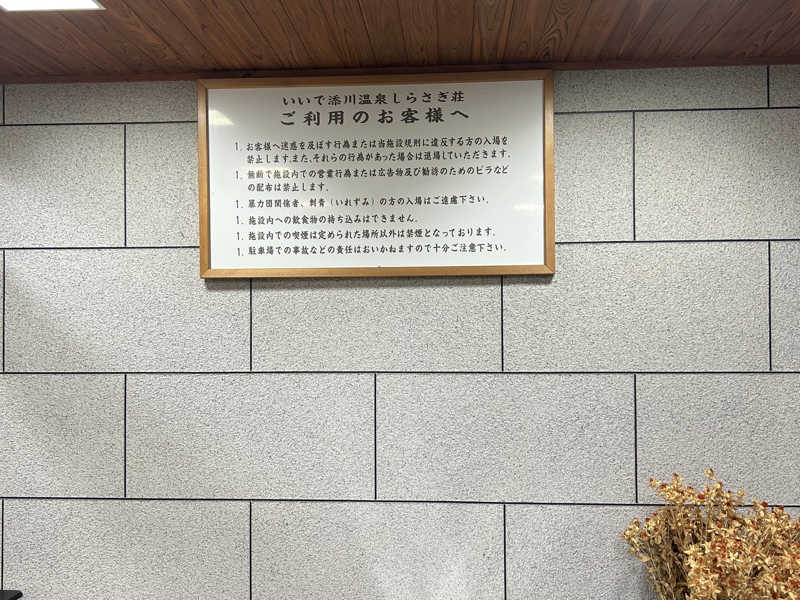 いいで添川温泉しらさぎ荘
ご利用のお客様へ
1. お客様へ迷惑を及ぼす行為または当施設規則に違反する方の入場を
禁止します。また、それらの行為があった場合は退場していただきます。
1. 無断で施設内での営業行為または広告物及び勧誘のためのビラなど
の配布は禁止します。
1. 暴力団関係者、刺青(いれずみ)の方の入場はご遠慮下さい。
1. 施設内への飲食物の持ち込みはできません。
1. 施設内での喫煙は定められた場所以外は禁煙となっております。
1. 駐車場での事故などの責任はおいかねますので十分ご注意下さい。